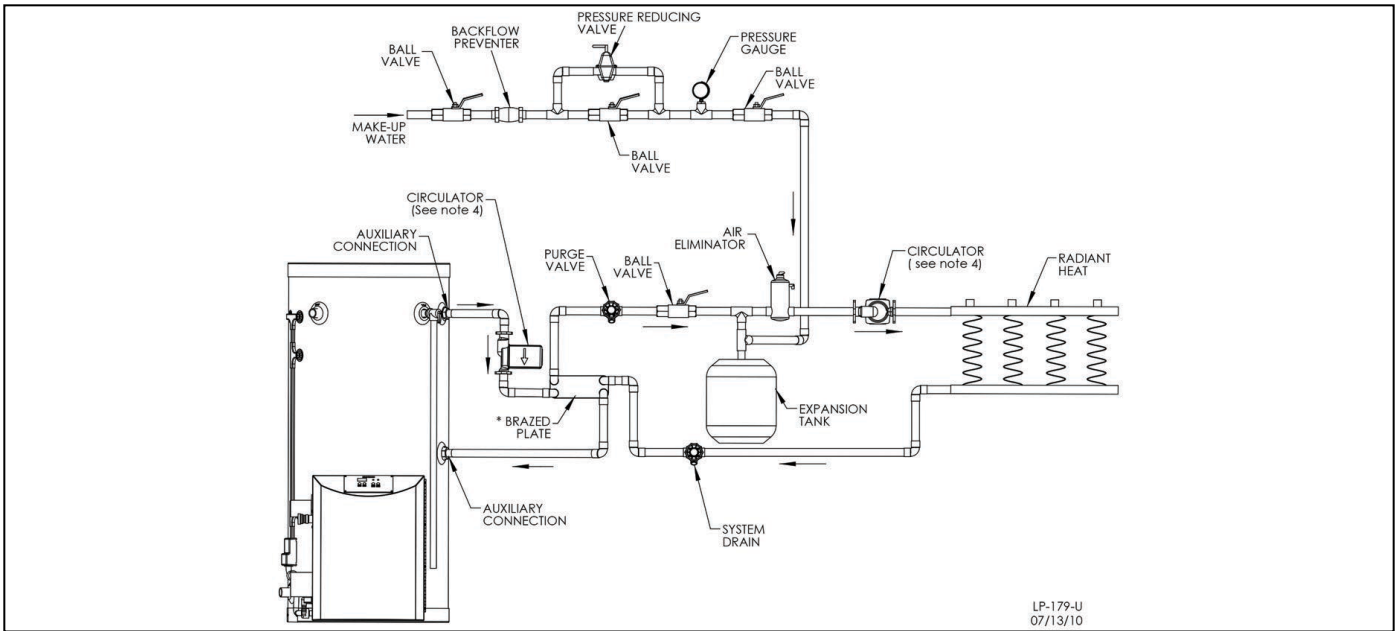 PRESSURE REDUCING
VALVE
BACKFLOW
PREVENTER
BALL
VALVE
PRESSURE
GAUGE
BALL
VALVE
MAKE-UP
WATER
BALL
VALVE
CIRCULATOR
(See note 4)
AUXILIARY
CONNECTION
PURGE
VALVE
BALL
VALVE
AIR
ELIMINATOR
CIRCULATOR
( see note 4)
RADIANT
HEAT
* BRAZED
PLATE
EXPANSION
TANK
AUXILIARY
CONNECTION
SYSTEM
DRAIN
LP-179-U
07/13/10